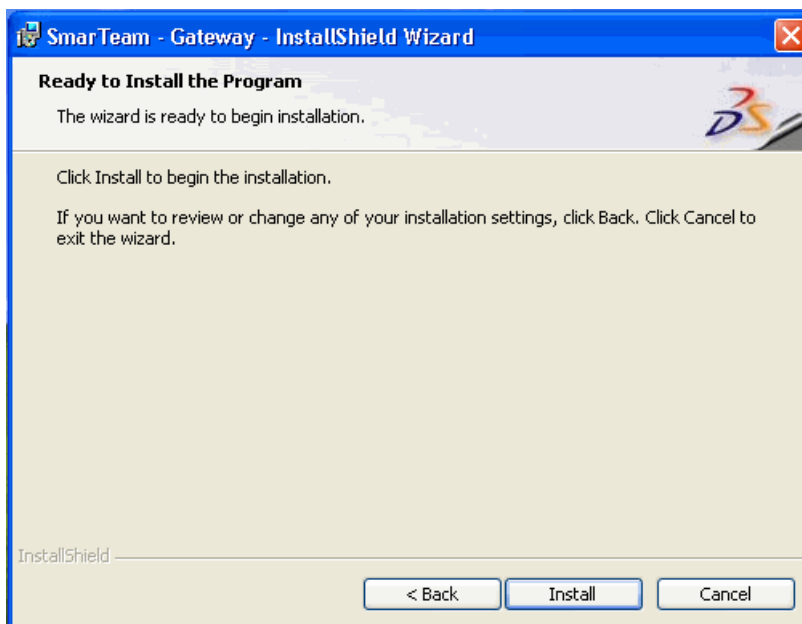 SmarTeam - Gateway - InstallShield Wizard
Ready to Install the Program
The wizard is ready to begin installation.
Click Install to begin the installation.
If you want to review or change any of your installation settings, click Back. Click Cancel to
exit the wizard.
InstallShield
< Back Install Cancel